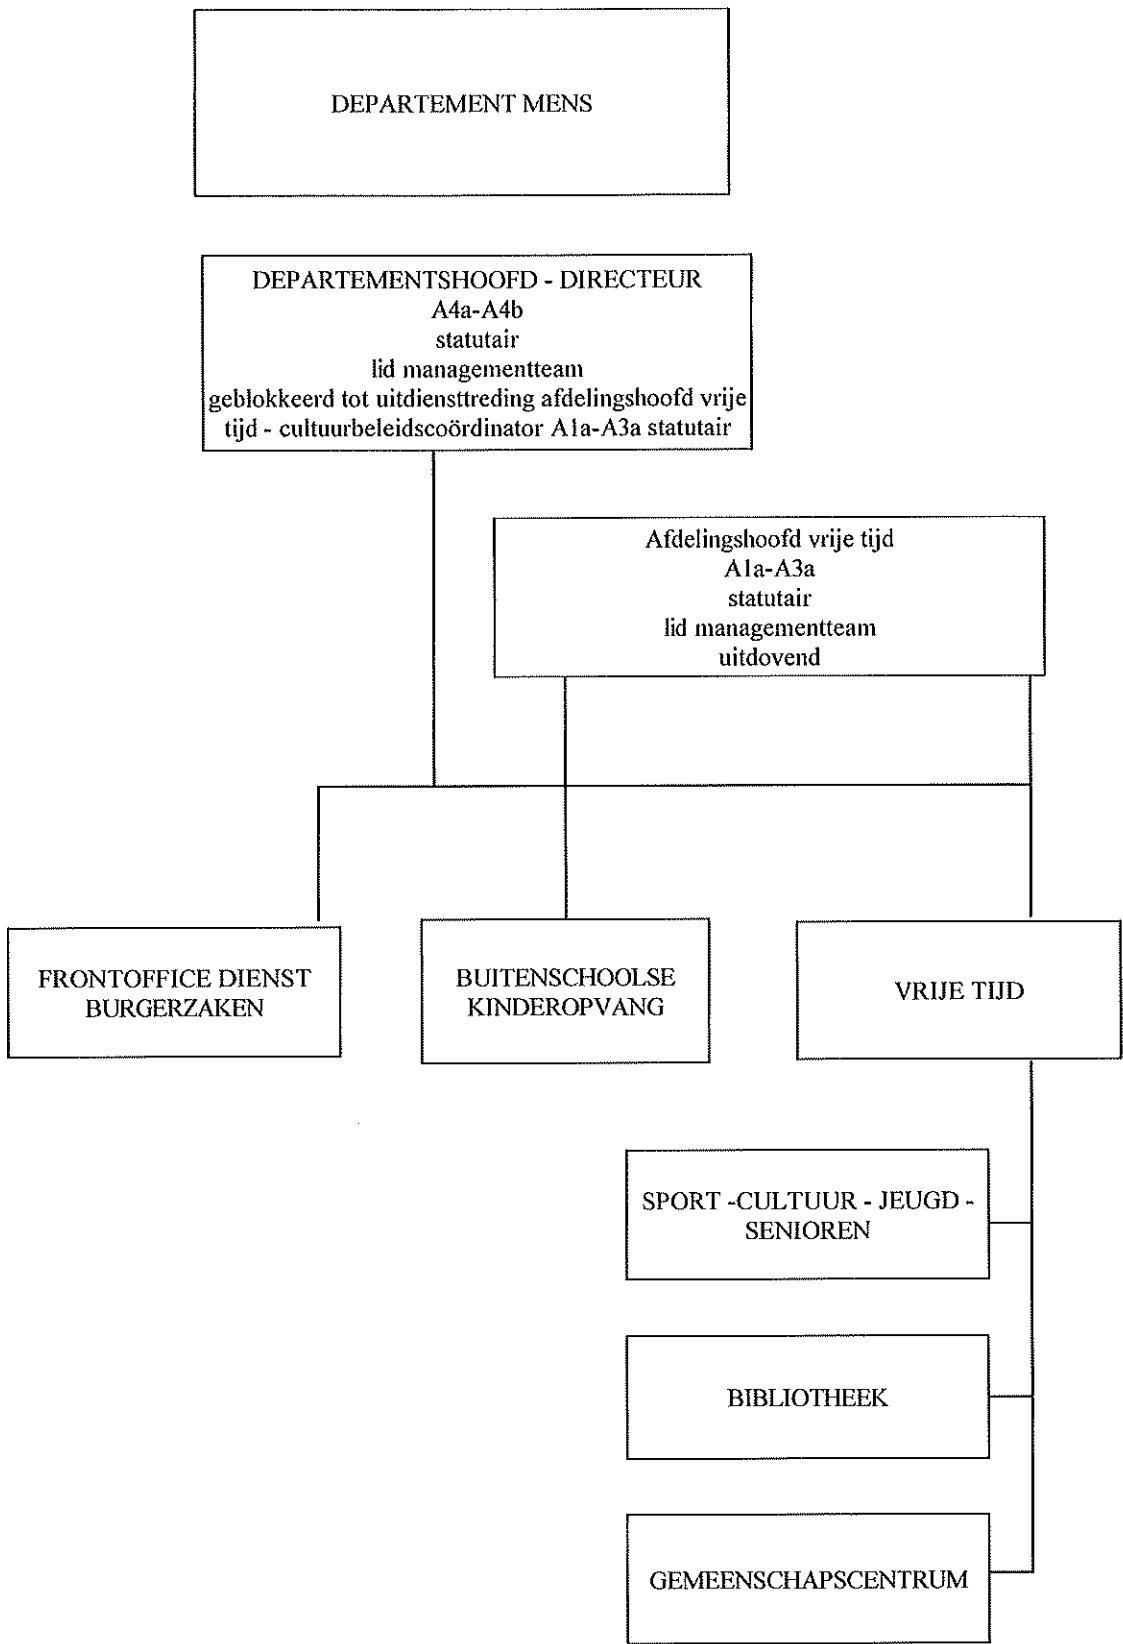 DEPARTEMENT MENS
DEPARTEMENTSHOOFD - DIRECTEUR
A4a-A4b
statutair
lid managementteam
geblokkeerd tot uitdiensttreding afdelingshoofd vrije
tijd - cultuurbeleidscoördinator A1a-A3a statutair
Afdelingshoofd vrije tijd
A1a-A3a
statutair
lid managementteam
uitdovend
FRONTOFFICE DIENST
BURGERZAKEN
BUITENSCHOOLSE
KINDEROPVANG
VRIJE TIJD
SPORT -CULTUUR - JEUGD -
SENIOREN
BIBLIOTHEEK
GEMEENSCHAPSCENTRUM